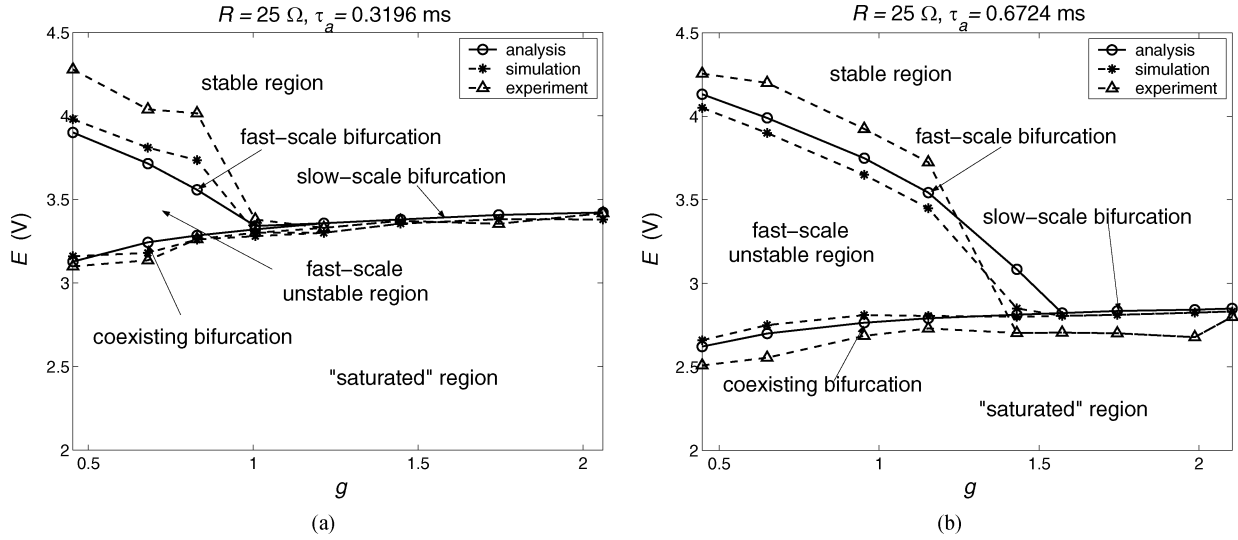 R = 25 Ω, τa = 0.3196 ms
4.5
4
3.5
3
2.5
2
E (V)
analysis
simulation
experiment
stable region
fast–scale bifurcation
slow–scale bifurcation
fast–scale
unstable region
coexisting bifurcation
"saturated" region
0.5
1
1.5
2
g
(a)
R = 25 Ω, τa = 0.6724 ms
4.5
4
3.5
3
2.5
2
E (V)
analysis
simulation
experiment
stable region
fast–scale bifurcation
slow–scale bifurcation
fast–scale
unstable region
coexisting bifurcation
"saturated" region
0.5
1
1.5
2
g
(b)